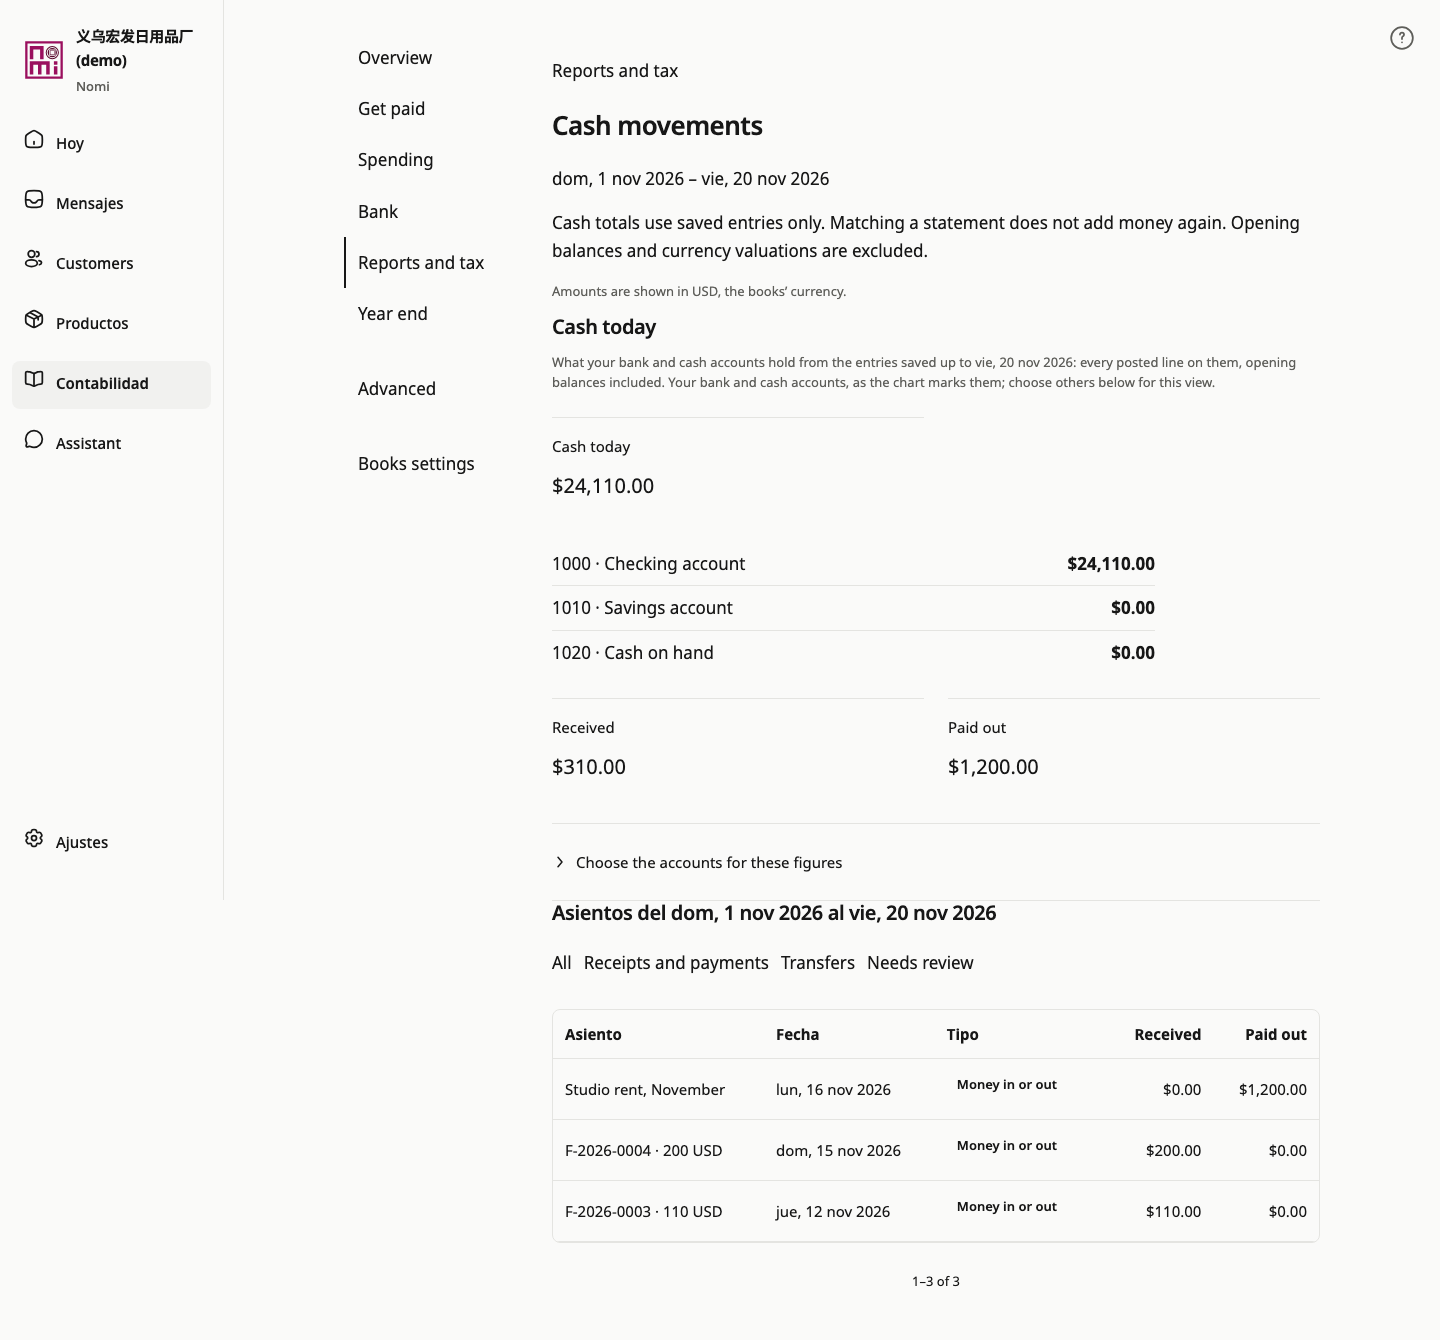 义乌宏发日用品厂
(demo)
Nomi
Hoy
Mensajes
Customers
Productos
Contabilidad
Assistant
Ajustes
Overview
Get paid
Spending
Bank
Reports and tax
Year end
Advanced
Books settings
Reports and tax
Cash movements
dom, 1 nov 2026 – vie, 20 nov 2026
Cash totals use saved entries only. Matching a statement does not add money again. Opening
balances and currency valuations are excluded.
Amounts are shown in USD, the books’ currency.
Cash today
What your bank and cash accounts hold from the entries saved up to vie, 20 nov 2026: every posted line on them, opening
balances included. Your bank and cash accounts, as the chart marks them; choose others below for this view.
Cash today
$24,110.00
1000 · Checking account $24,110.00
1010 · Savings account $0.00
1020 · Cash on hand $0.00
Received Paid out
$310.00 $1,200.00
Choose the accounts for these figures
Asientos del dom, 1 nov 2026 al vie, 20 nov 2026
All Receipts and payments Transfers Needs review
Asiento Fecha Tipo Received Paid out
Studio rent, November lun, 16 nov 2026 Money in or out $0.00 $1,200.00
F-2026-0004 · 200 USD dom, 15 nov 2026 Money in or out $200.00 $0.00
F-2026-0003 · 110 USD jue, 12 nov 2026 Money in or out $110.00 $0.00
1–3 of 3